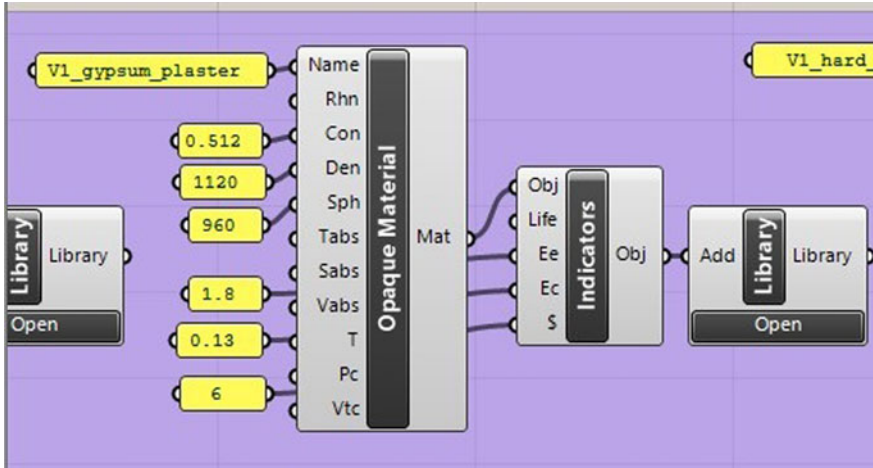 V1_gypsum_plaster
0.512
1120
960
1.8
0.13
6
Library
Library
Open
Name
Rhn
Con
Den
Sph
Tabs
Sabs
Vabs
T
Pc
Vtc
Opaque Material
Mat
Obj
Life
Ee
Ec
$
Indicators
Obj
V1_hard_
Add
Library
Library
Open